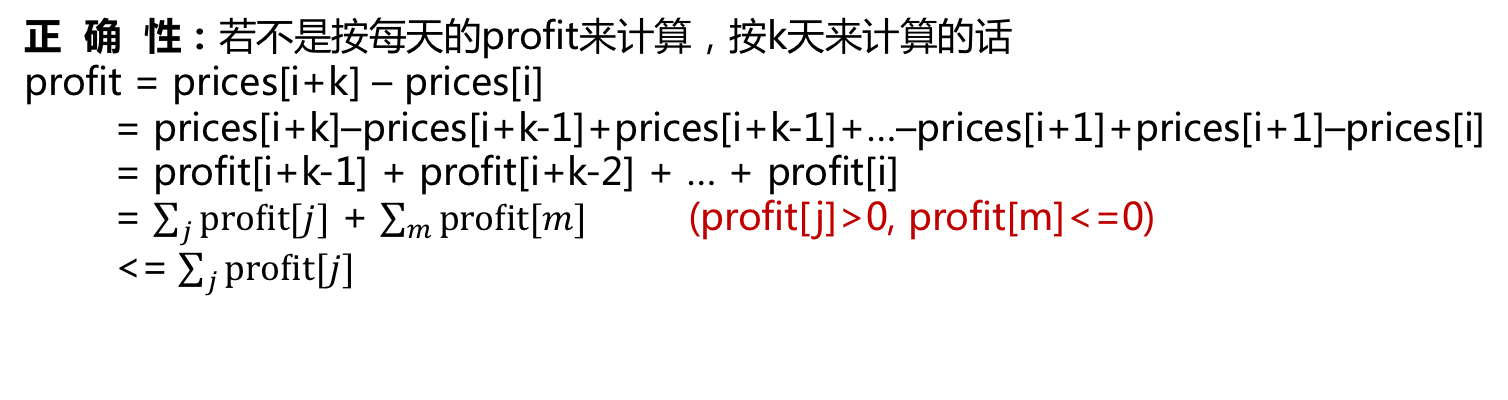 正 确 性：若不是按每天的profit来计算，按k天来计算的话
profit = prices[i+k] – prices[i]
= prices[i+k]–prices[i+k-1]+prices[i+k-1]+…–prices[i+1]+prices[i+1]–prices[i]
= profit[i+k-1] + profit[i+k-2] + … + profit[i]
= ∑ⱼ profit[𝑗] + ∑ₘ profit[𝑚] (profit[j]>0, profit[m]<=0)
<= ∑ⱼ profit[𝑗]